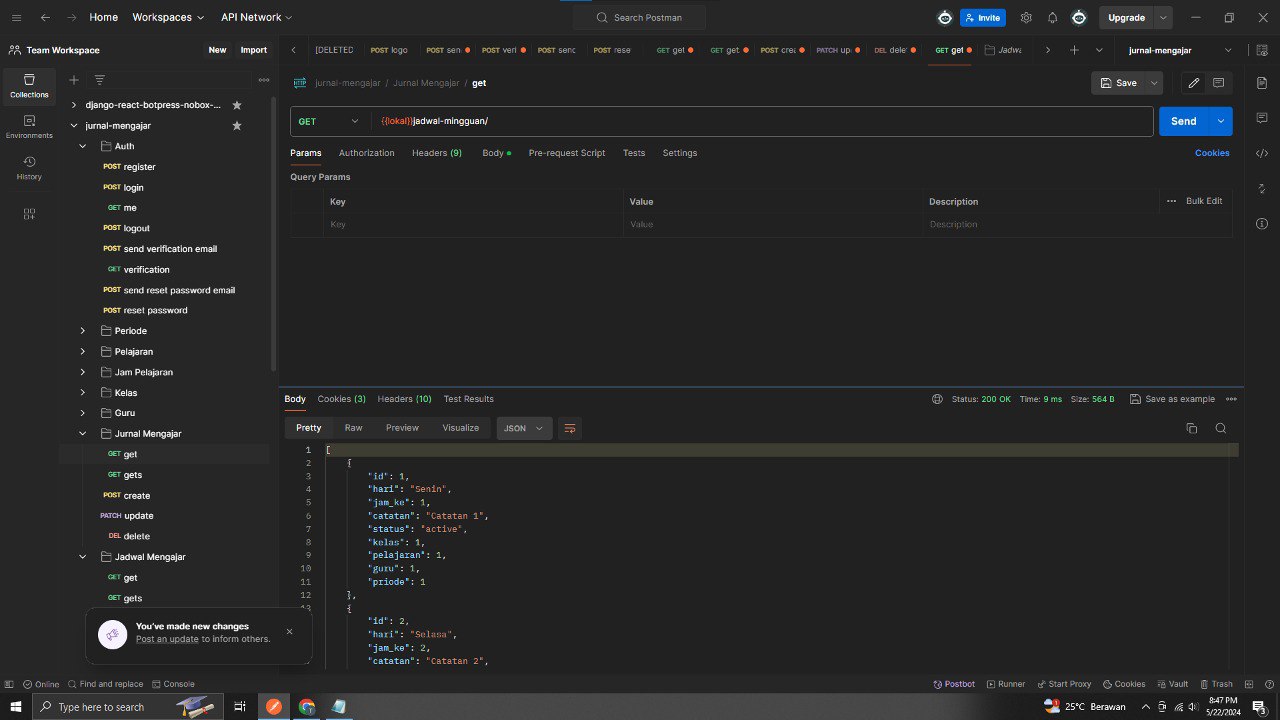 Home Workspaces API Network Search Postman Invite Upgrade
Team Workspace New Import
[DELETED POST logo POST sen POST veri POST senc POST rese GET get GET get POST crea PATCH up DEL dele GET get Jadwa jurnal-mengajar
Collections
Environments
History
django-react-botpress-nobox-...
jurnal-mengajar
Auth
POST register
POST login
GET me
POST logout
POST send verification email
GET verification
POST send reset password email
POST reset password
Periode
Pelajaran
Jam Pelajaran
Kelas
Guru
Jurnal Mengajar
GET get
GET gets
POST create
PATCH update
DEL delete
Jadwal Mengajar
GET get
GET gets
You've made new changes
Post an update to inform others.
HTTP jurnal-mengajar / Jurnal Mengajar / get Save
GET {{lokal}}jadwal-mingguan/ Send
Params Authorization Headers (9) Body Pre-request Script Tests Settings Cookies
Query Params
Key Value Description Bulk Edit
Key Value Description
Body Cookies (3) Headers (10) Test Results Status: 200 OK Time: 9 ms Size: 564 B Save as example
Pretty Raw Preview Visualize JSON
1 [
2 {
3 "id": 1,
4 "hari": "Senin",
5 "jam_ke": 1,
6 "catatan": "Catatan 1",
7 "status": "active",
8 "kelas": 1,
9 "pelajaran": 1,
10 "guru": 1,
11 "priode": 1
12 },
13 {
"id": 2,
"hari": "Selasa",
"jam_ke": 2,
"catatan": "Catatan 2",
Online Find and replace Console Postbot Runner Start Proxy Cookies Vault Trash
Type here to search 25°C Berawan 8:47 PM
5/22/2024 3